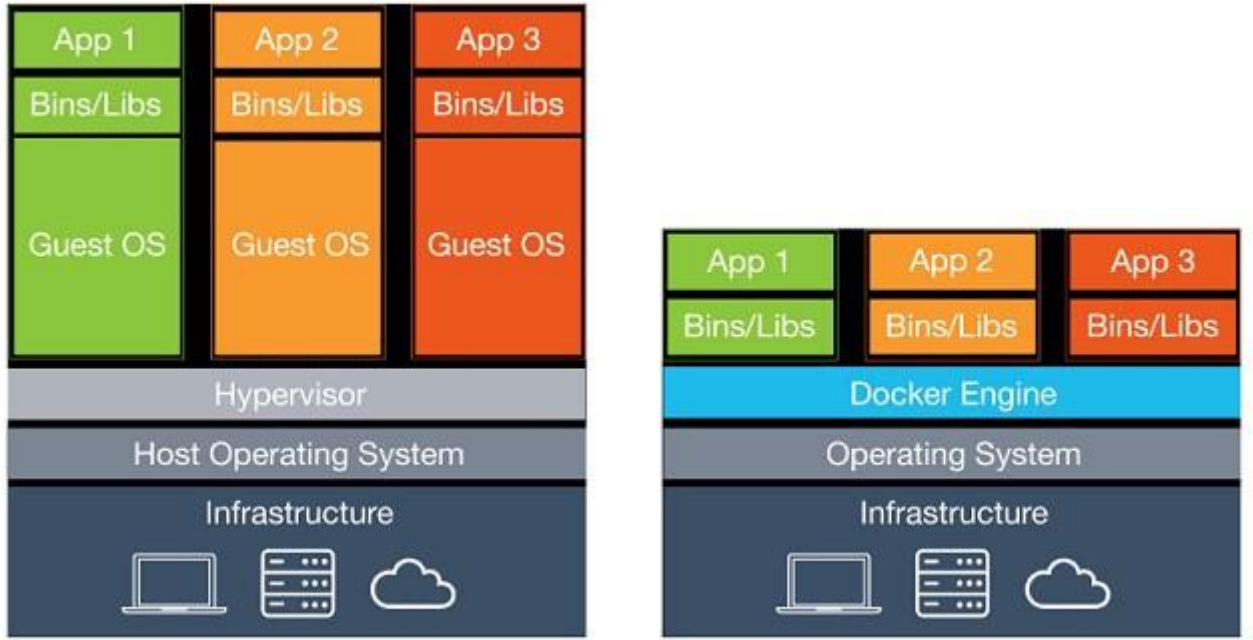 App 1 App 2 App 3
Bins/Libs Bins/Libs Bins/Libs
Guest OS Guest OS Guest OS
Hypervisor
Host Operating System
Infrastructure
App 1 App 2 App 3
Bins/Libs Bins/Libs Bins/Libs
Docker Engine
Operating System
Infrastructure